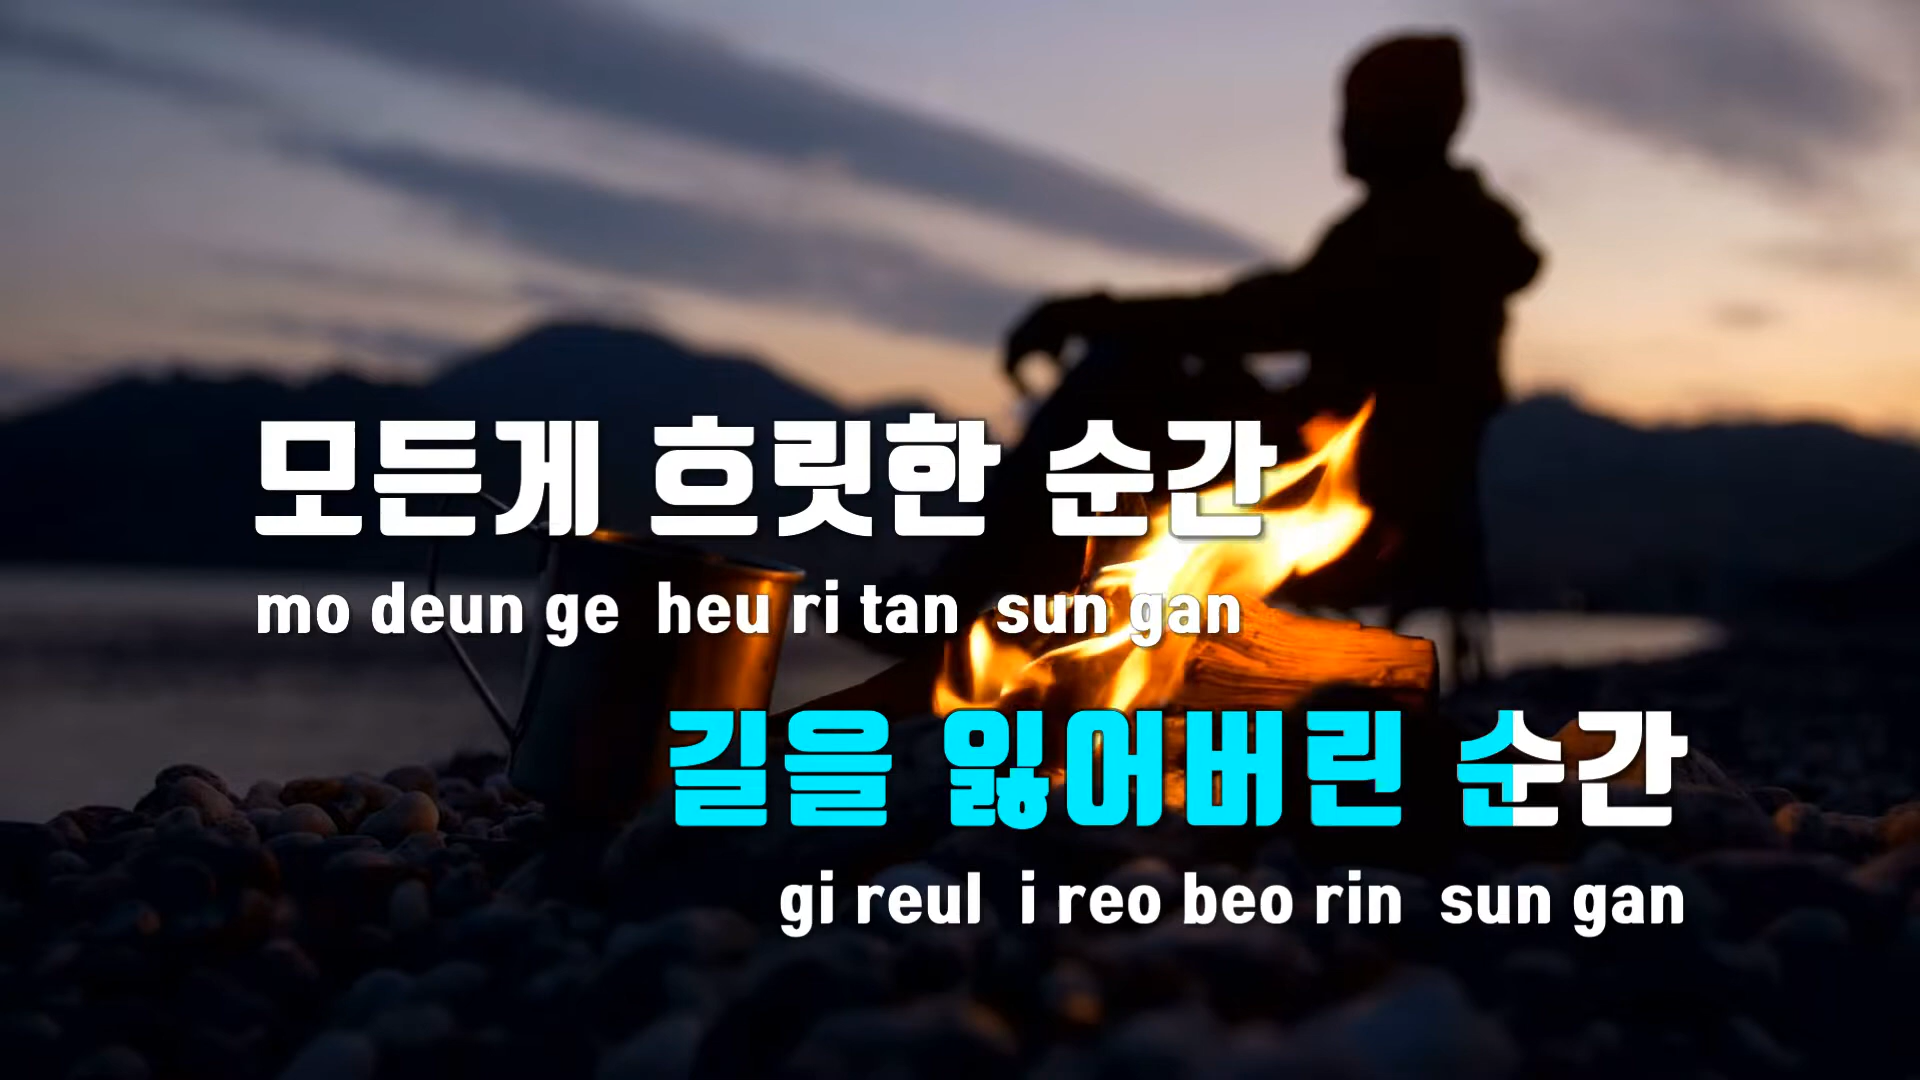 모든게 흐릿한 순간
mo deun ge heu ri tan sun gan
길을 잃어버린 순간
gi reul i reo beo rin sun gan